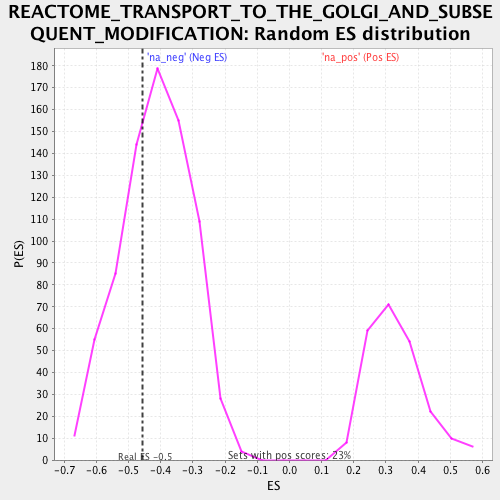 REACTOME_TRANSPORT_TO_THE_GOLGI_AND_SUBSE
QUENT_MODIFICATION: Random ES distribution
'na_neg' (Neg ES)
'na_pos' (Pos ES)
P(ES)
180
170
160
150
140
130
120
110
100
90
80
70
60
50
40
30
20
10
0
Real ES -0.5
Sets with pos scores: 23%
-0.7 -0.6 -0.5 -0.4 -0.3 -0.2 -0.1 0.0 0.1 0.2 0.3 0.4 0.5 0.6
ES